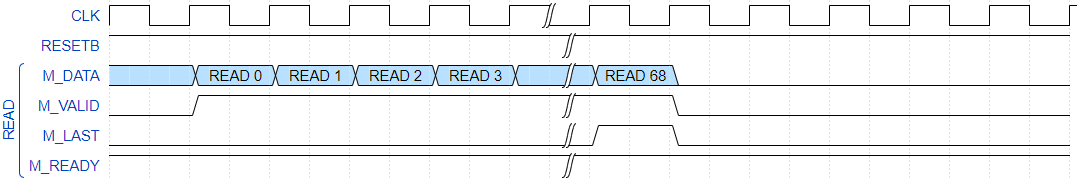 CLK
RESETB
READ
M_DATA READ 0 READ 1 READ 2 READ 3 READ 68
M_VALID
M_LAST
M_READY